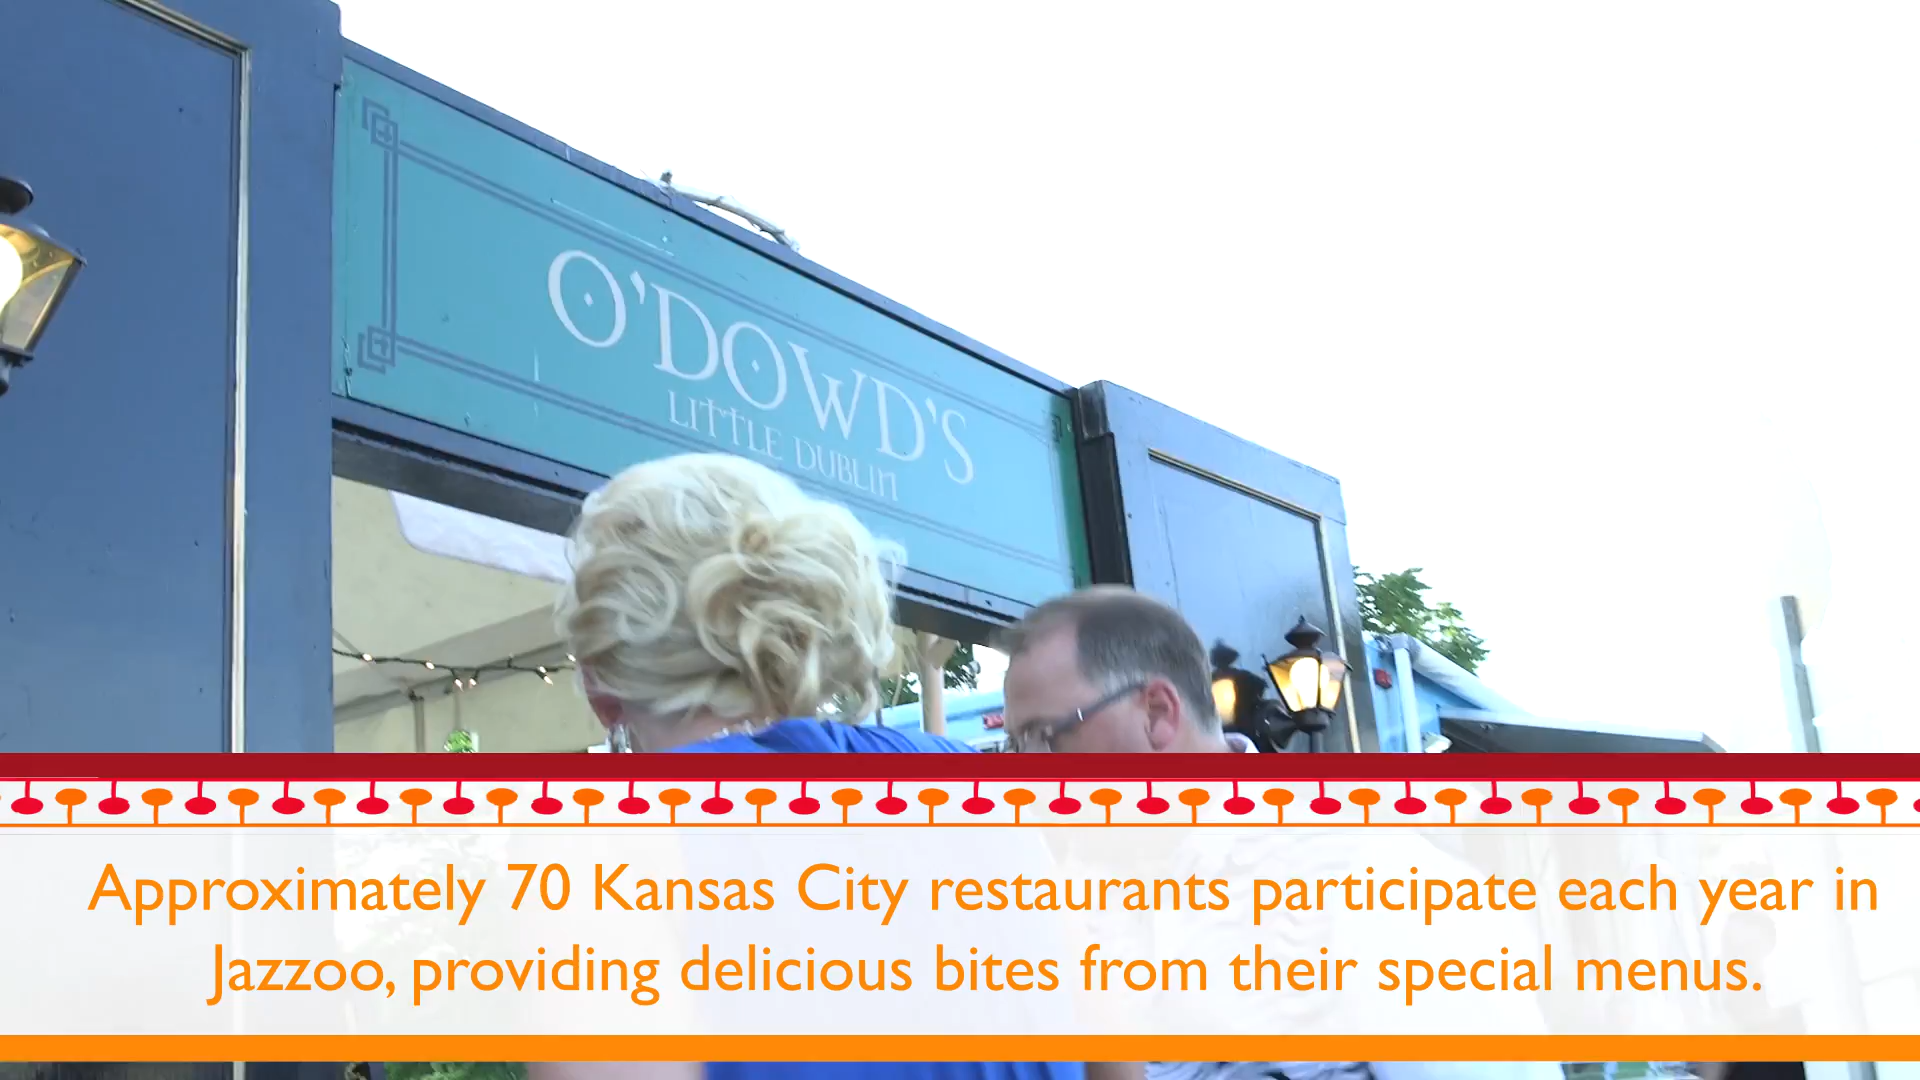 O'DOWD'S
LITTLE DUBLIN
Approximately 70 Kansas City restaurants participate each year in
Jazzoo, providing delicious bites from their special menus.